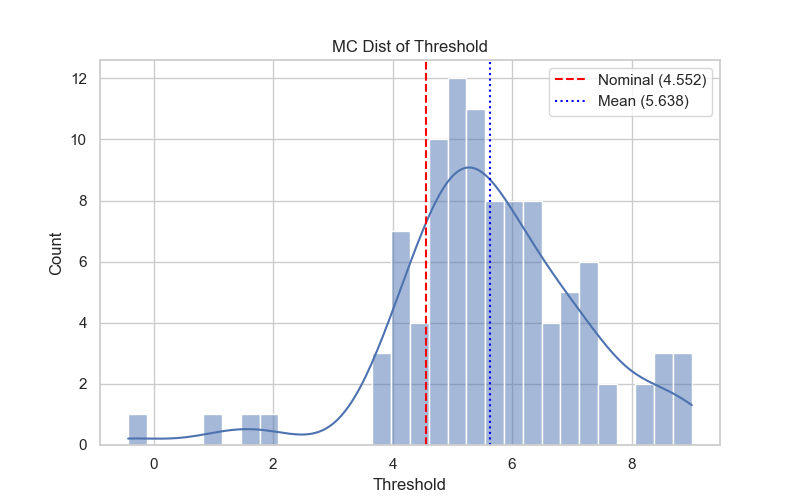 MC Dist of Threshold
Nominal (4.552)
Mean (5.638)
12
10
8
6
4
2
0
Count
0 2 4 6 8
Threshold